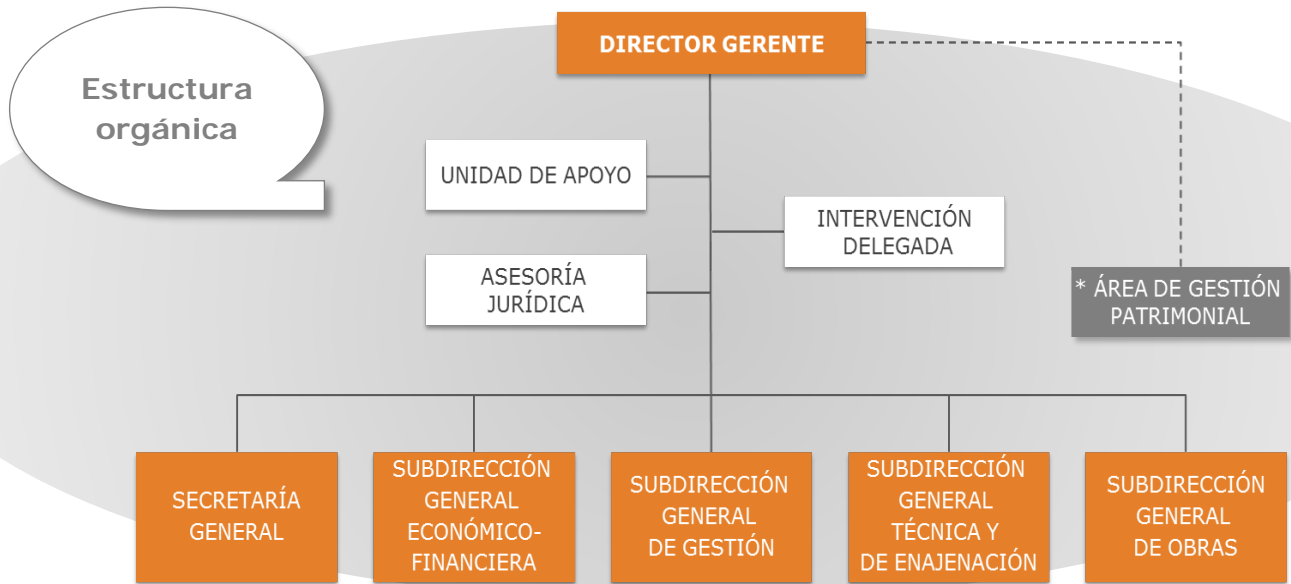 Estructura
orgánica
DIRECTOR GERENTE
UNIDAD DE APOYO
INTERVENCIÓN
DELEGADA
ASESORÍA
JURÍDICA
* ÁREA DE GESTIÓN
PATRIMONIAL
SECRETARÍA
GENERAL
SUBDIRECCIÓN
GENERAL
ECONÓMICO-
FINANCIERA
SUBDIRECCIÓN
GENERAL
DE GESTIÓN
SUBDIRECCIÓN
GENERAL
TÉCNICA Y
DE ENAJENACIÓN
SUBDIRECCIÓN
GENERAL
DE OBRAS